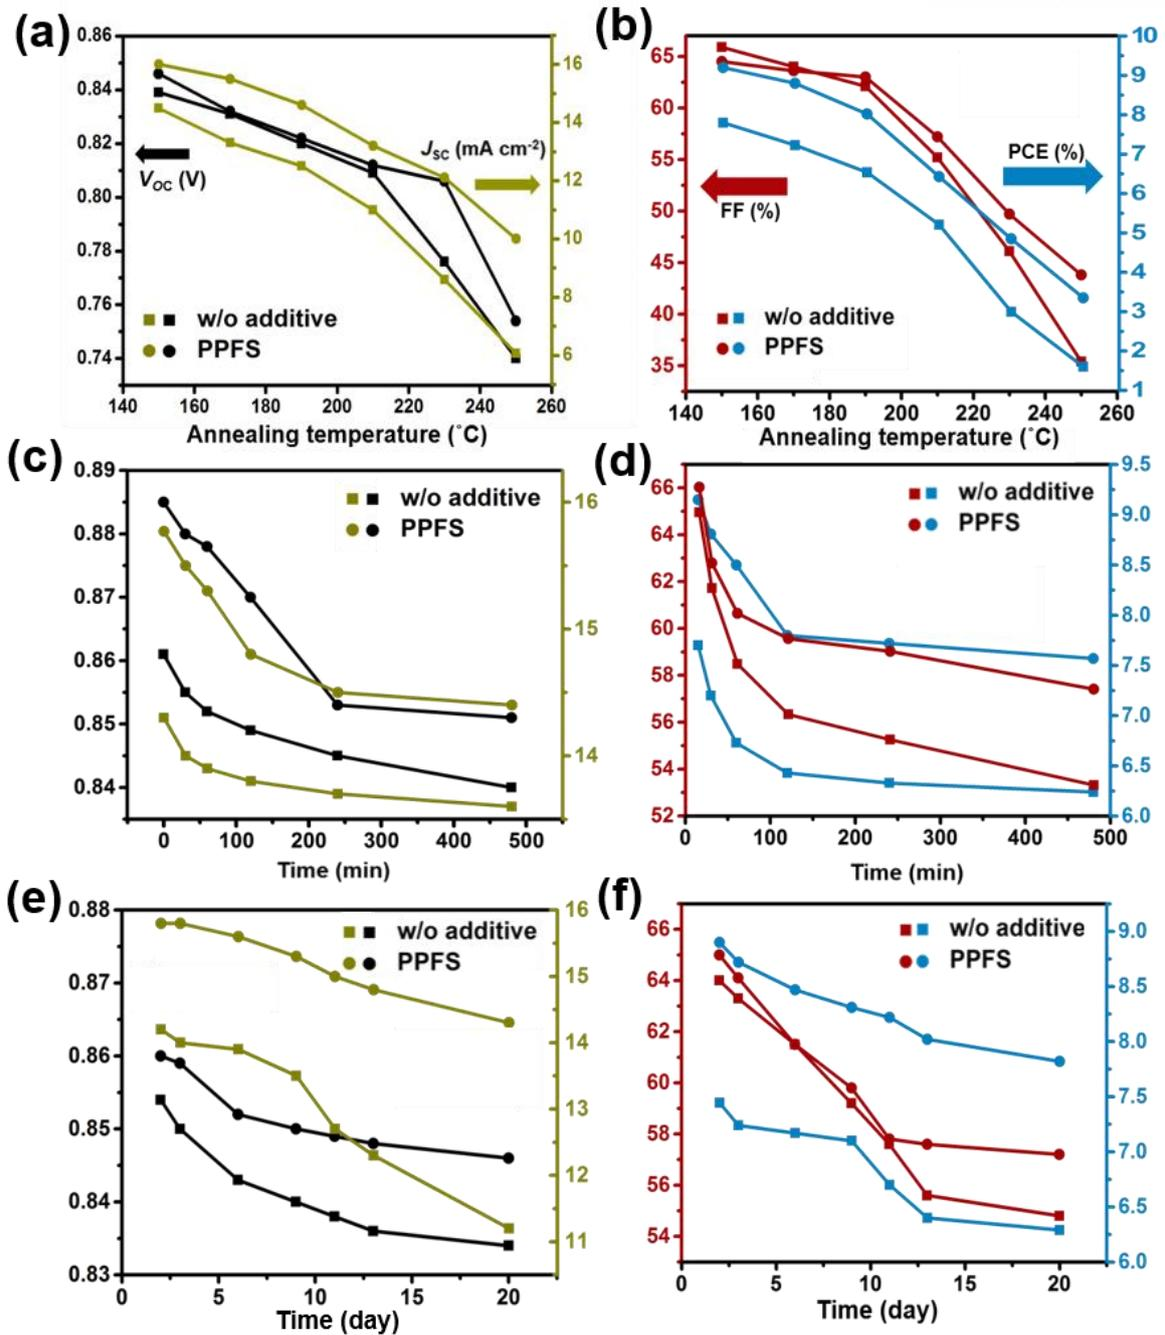 (a)
0.86
0.84
0.82
0.80
0.78
0.76
0.74
V_OC (V)
J_SC (mA cm⁻²)
w/o additive
PPFS
16
14
12
10
8
6
140 160 180 200 220 240 260
Annealing temperature (˚C)
(b)
65
60
55
50
45
40
35
FF (%)
PCE (%)
w/o additive
PPFS
10
9
8
7
6
5
4
3
2
1
140 160 180 200 220 240 260
Annealing temperature (˚C)
(c)
0.89
0.88
0.87
0.86
0.85
0.84
w/o additive
PPFS
16
15
14
0 100 200 300 400 500
Time (min)
(d)
66
64
62
60
58
56
54
52
w/o additive
PPFS
9.5
9.0
8.5
8.0
7.5
7.0
6.5
6.0
0 100 200 300 400 500
Time (min)
(e)
0.88
0.87
0.86
0.85
0.84
0.83
w/o additive
PPFS
16
15
14
13
12
11
0 5 10 15 20
Time (day)
(f)
66
64
62
60
58
56
54
w/o additive
PPFS
9.0
8.5
8.0
7.5
7.0
6.5
6.0
0 5 10 15 20
Time (day)